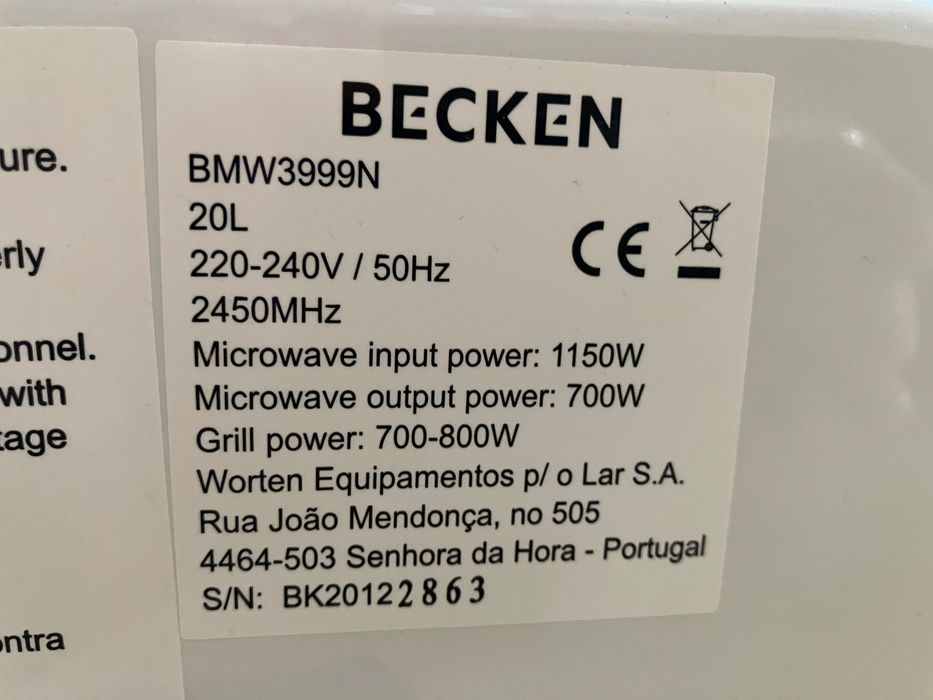 ure.
erly
onnel.
with
tage
ontra
BECKEN
BMW3999N
20L
220-240V / 50Hz
CE
2450MHz
Microwave input power: 1150W
Microwave output power: 700W
Grill power: 700-800W
Worten Equipamentos p/ o Lar S.A.
Rua João Mendonça, no 505
4464-503 Senhora da Hora - Portugal
S/N: BK20122863